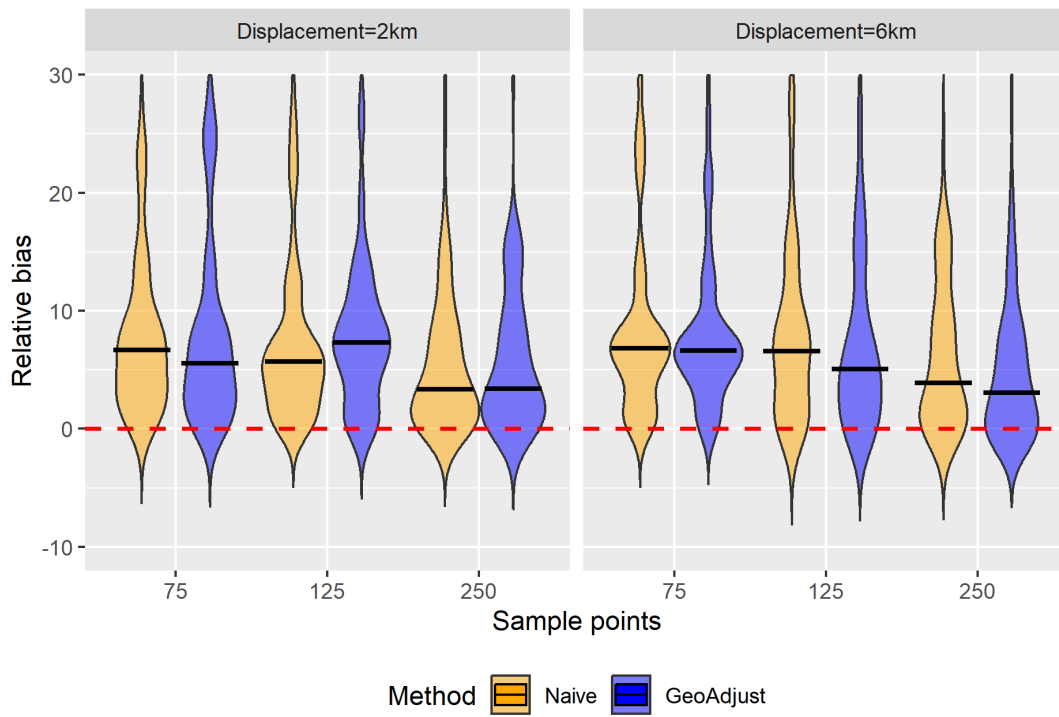 Displacement=2km Displacement=6km
30
20
10
0
-10
Relative bias
75 125 250 75 125 250
Sample points
Method Naive GeoAdjust